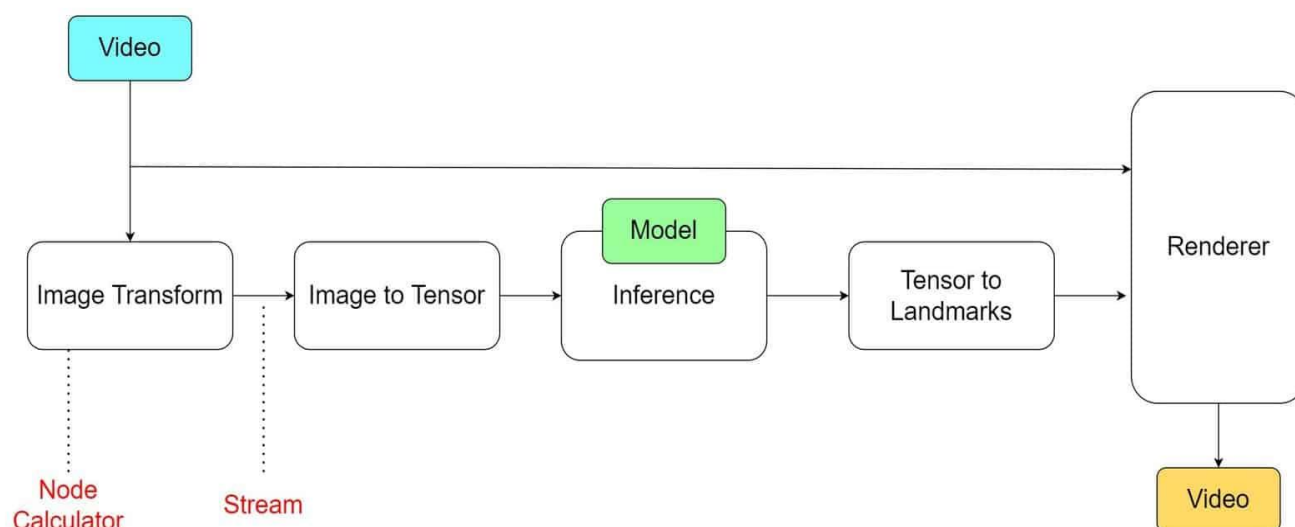 Video
Model
Renderer
Image Transform
Image to Tensor
Inference
Tensor to
Landmarks
Node
Calculator
Stream
Video